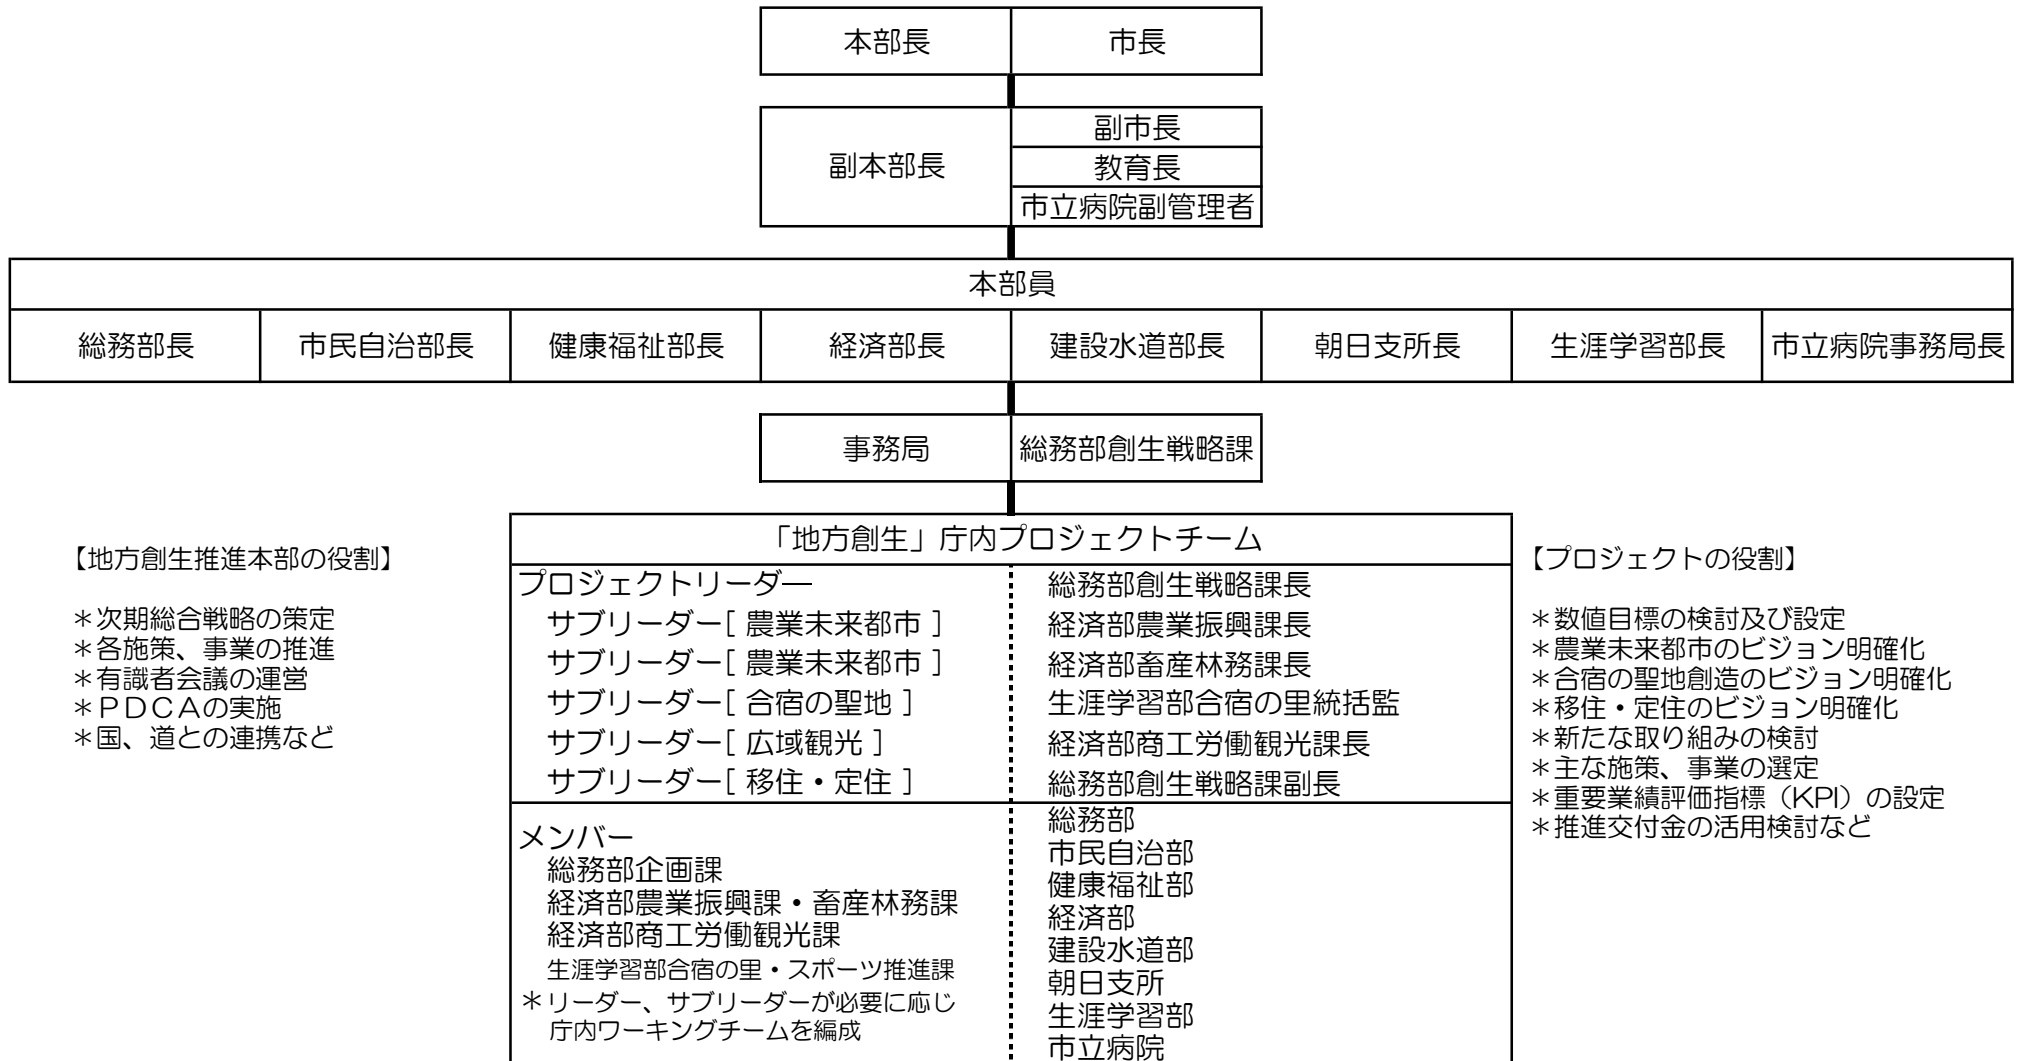 本部長 市長
副本部長
副市長
教育長
市立病院副管理者
本部員
総務部長 市民自治部長 健康福祉部長 経済部長 建設水道部長 朝日支所長 生涯学習部長 市立病院事務局長
事務局 総務部創生戦略課
【地方創生推進本部の役割】
＊次期総合戦略の策定
＊各施策、事業の推進
＊有識者会議の運営
＊ＰＤＣＡの実施
＊国、道との連携など
「地方創生」庁内プロジェクトチーム
プロジェクトリーダ― 総務部創生戦略課長
サブリーダー[ 農業未来都市 ] 経済部農業振興課長
サブリーダー[ 農業未来都市 ] 経済部畜産林務課長
サブリーダー[ 合宿の聖地 ] 生涯学習部合宿の里統括監
サブリーダー[ 広域観光 ] 経済部商工労働観光課長
サブリーダー[ 移住・定住 ] 総務部創生戦略課副長
メンバー
総務部企画課
経済部農業振興課・畜産林務課
経済部商工労働観光課
生涯学習部合宿の里・スポーツ推進課
＊リーダー、サブリーダーが必要に応じ
庁内ワーキングチームを編成
総務部
市民自治部
健康福祉部
経済部
建設水道部
朝日支所
生涯学習部
市立病院
【プロジェクトの役割】
＊数値目標の検討及び設定
＊農業未来都市のビジョン明確化
＊合宿の聖地創造のビジョン明確化
＊移住・定住のビジョン明確化
＊新たな取り組みの検討
＊主な施策、事業の選定
＊重要業績評価指標（KPI）の設定
＊推進交付金の活用検討など